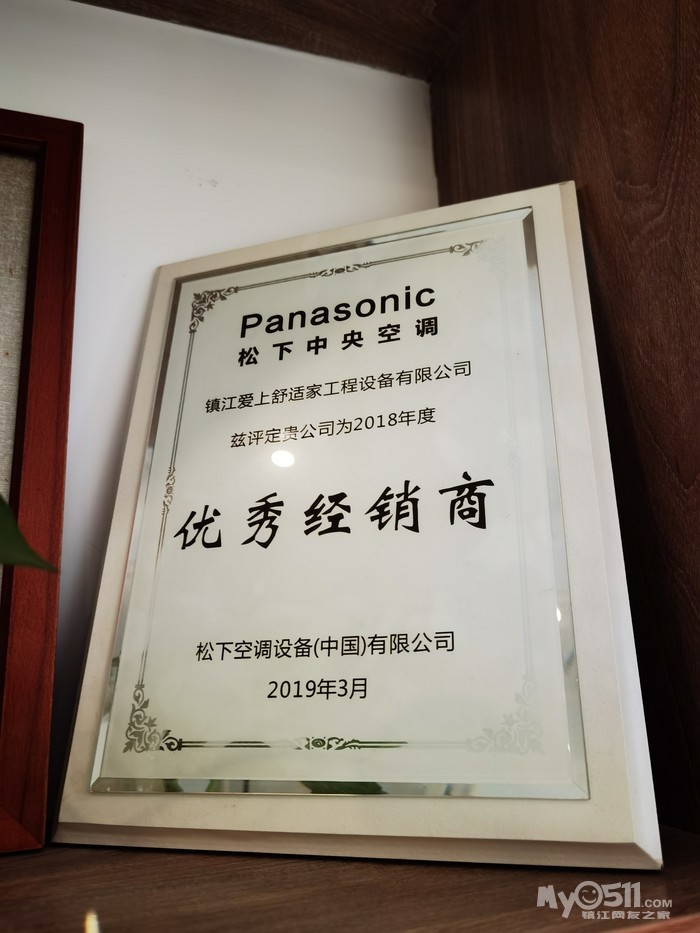 Panasonic
松下中央空调
镇江爱上舒适家工程设备有限公司
兹评定贵公司为2018年度
优秀经销商
松下空调设备(中国)有限公司
2019年3月
My0511.com
镇江网友之家